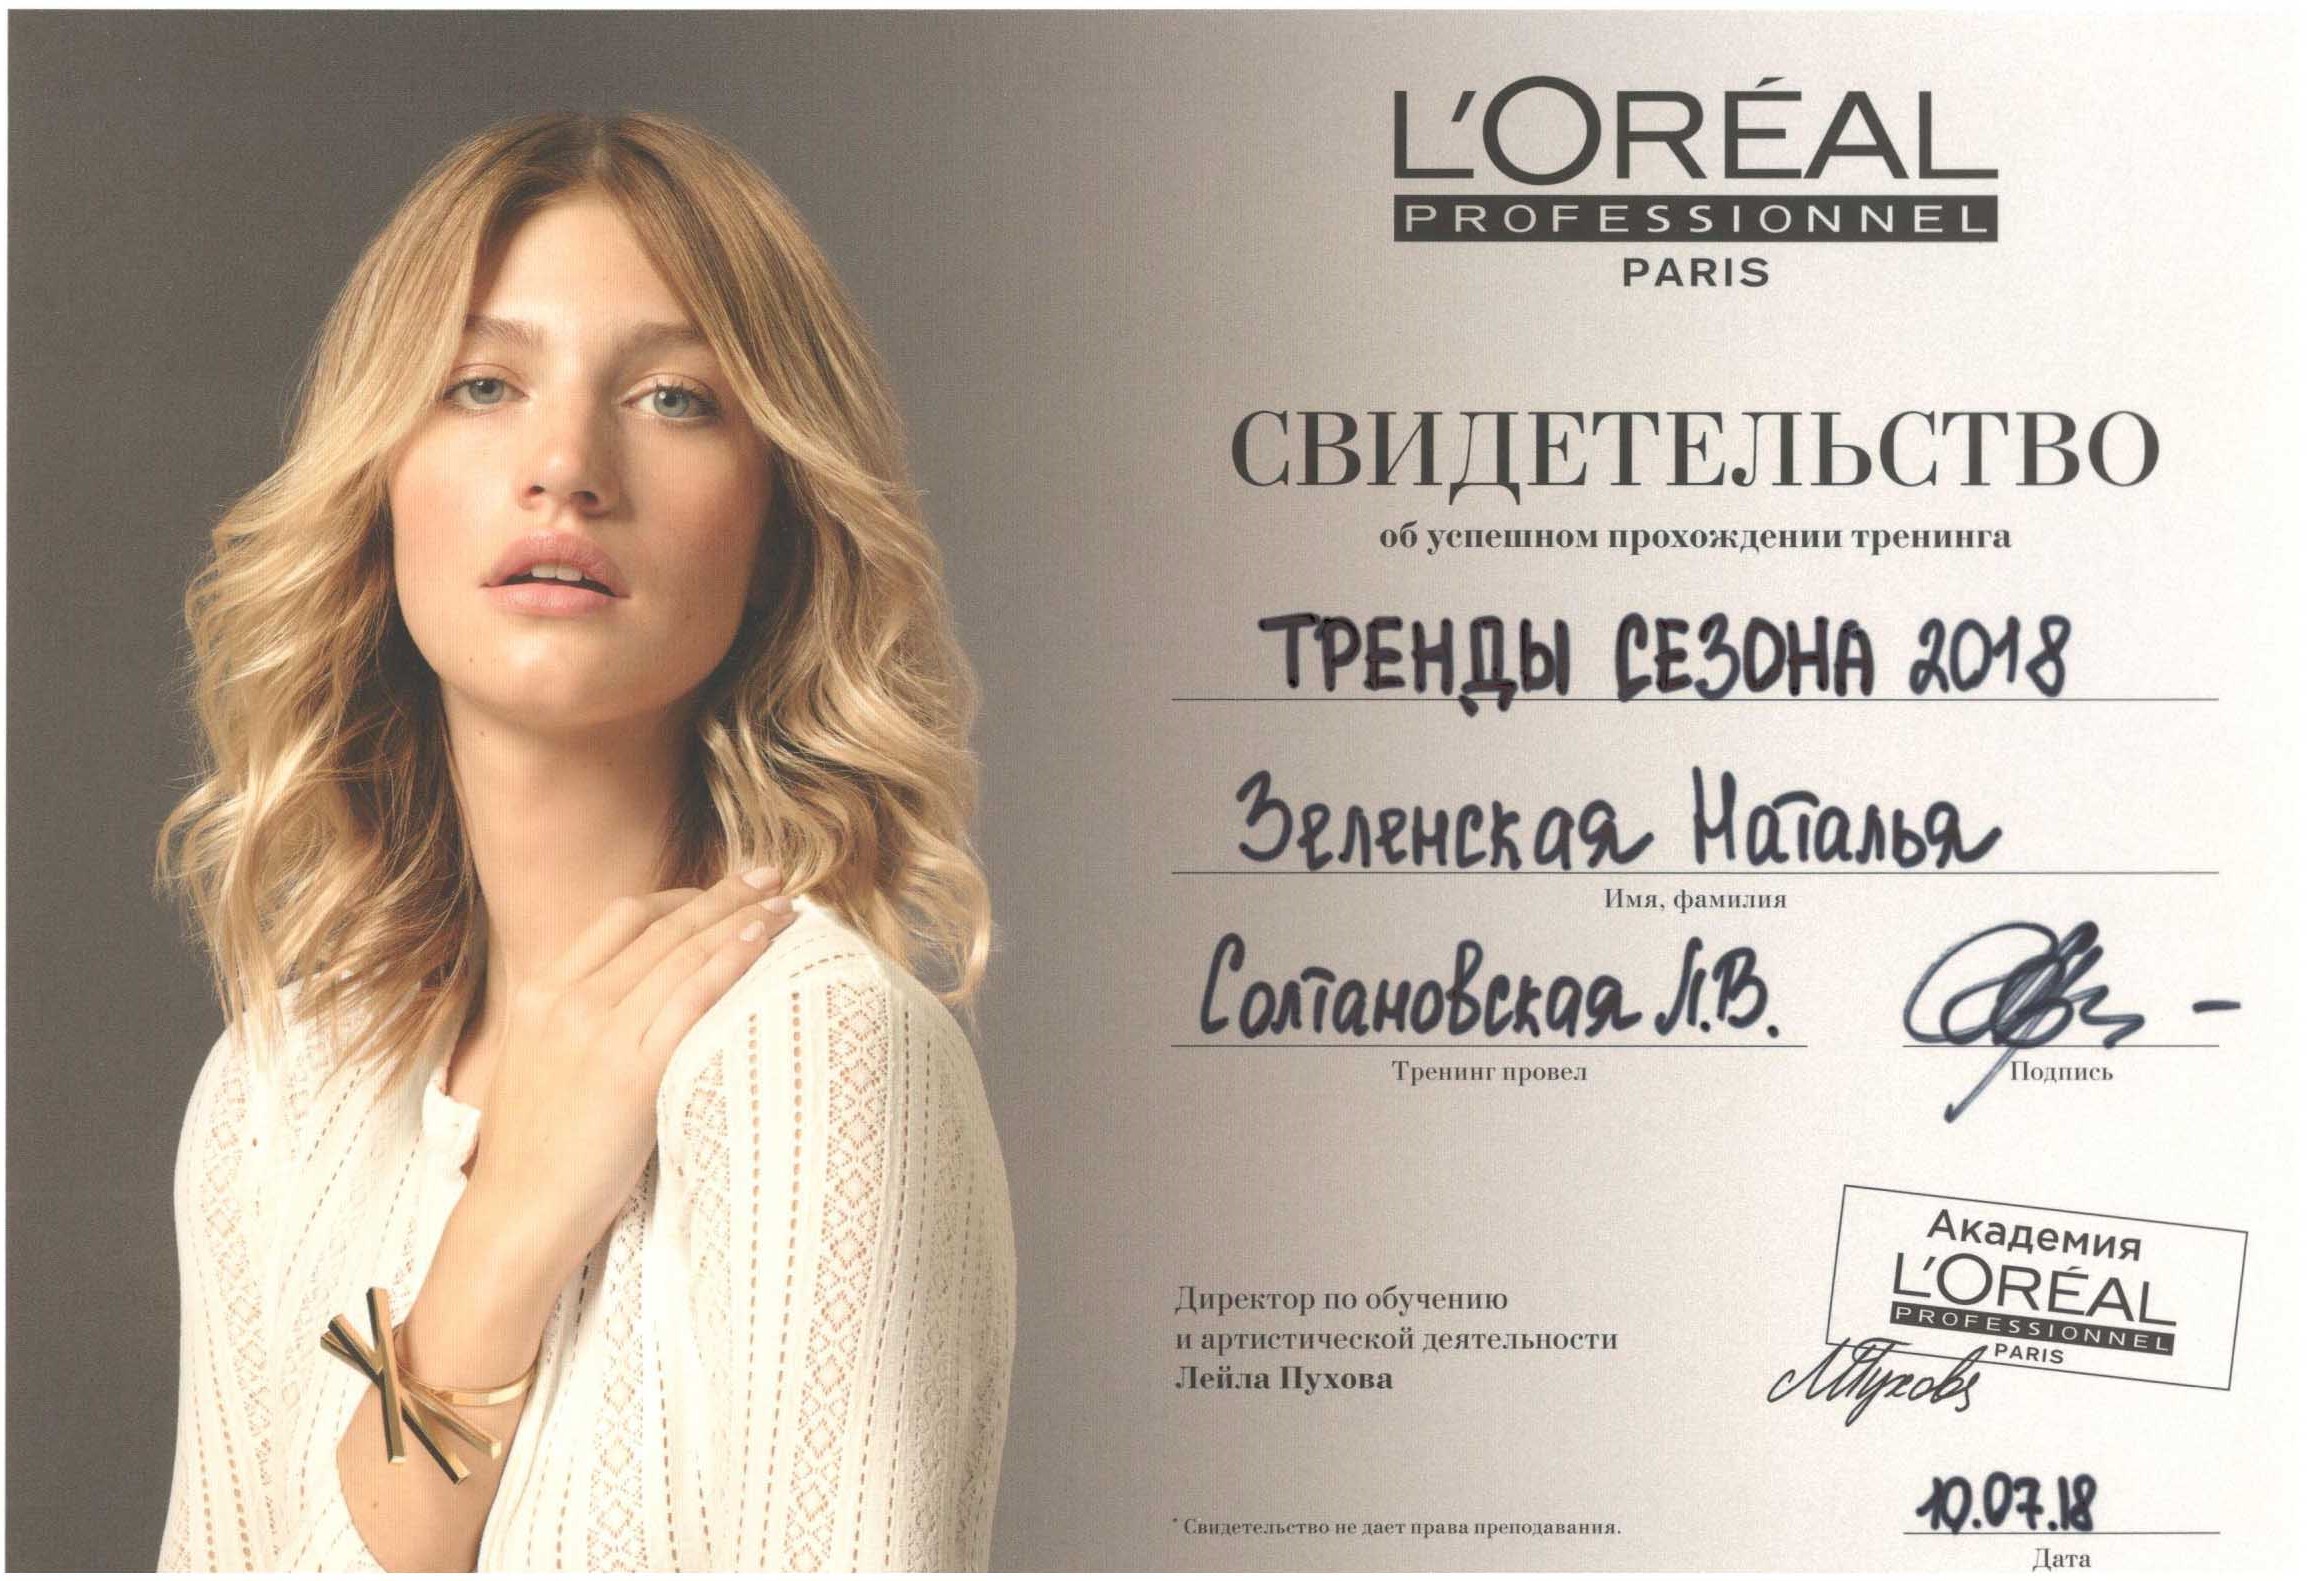 L'ORÉAL
PROFESSIONNEL
PARIS
СВИДЕТЕЛЬСТВО
об успешном прохождении тренинга
ТРЕНДЫ СЕЗОНА 2018
Зеленская Наталья
Имя, фамилия
Солтановская Л.В.
Тренинг провел
Подпись
Директор по обучению
и артистической деятельности
Лейла Пухова
Академия
L'ORÉAL
PROFESSIONNEL
PARIS
ЛПухова
* Свидетельство не дает права преподавания.
10.07.18
Дата